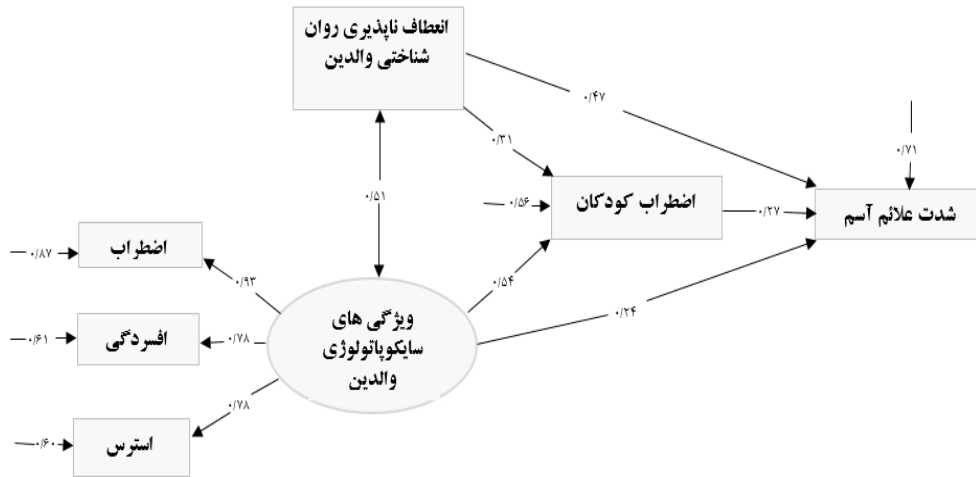 انعطاف ناپذیری روان
شناختی والدین
۰/۴۷
۰/۳۱
۰/۷۱
۰/۵۱
۰/۵۶
اضطراب کودکان
۰/۲۷
شدت علائم آسم
اضطراب
۰/۸۷
۰/۹۳
۰/۵۴
۰/۲۴
ویژگی های
سایکوپاتولوژی
والدین
افسردگی
۰/۶۱
۰/۷۸
استرس
۰/۶۰
۰/۷۸